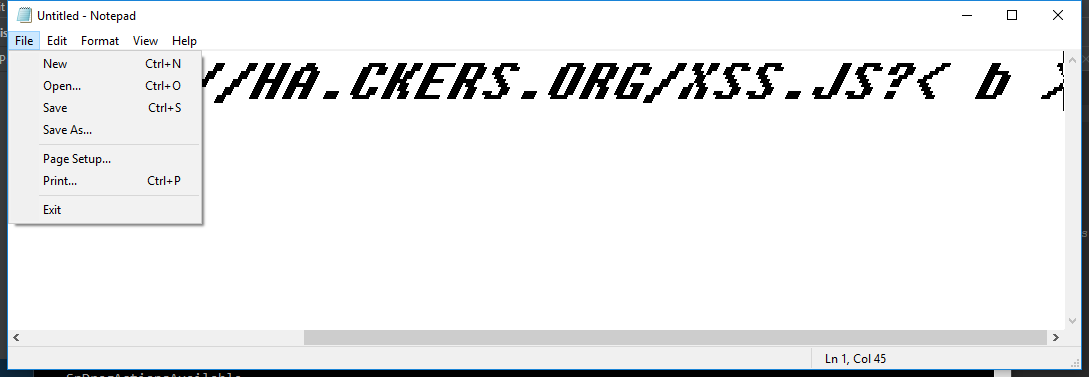 Untitled - Notepad
File Edit Format View Help
//HA.CKERS.ORG/XSS.JS?< b
New Ctrl+N
Open... Ctrl+O
Save Ctrl+S
Save As...
Page Setup...
Print... Ctrl+P
Exit
Ln 1, Col 45